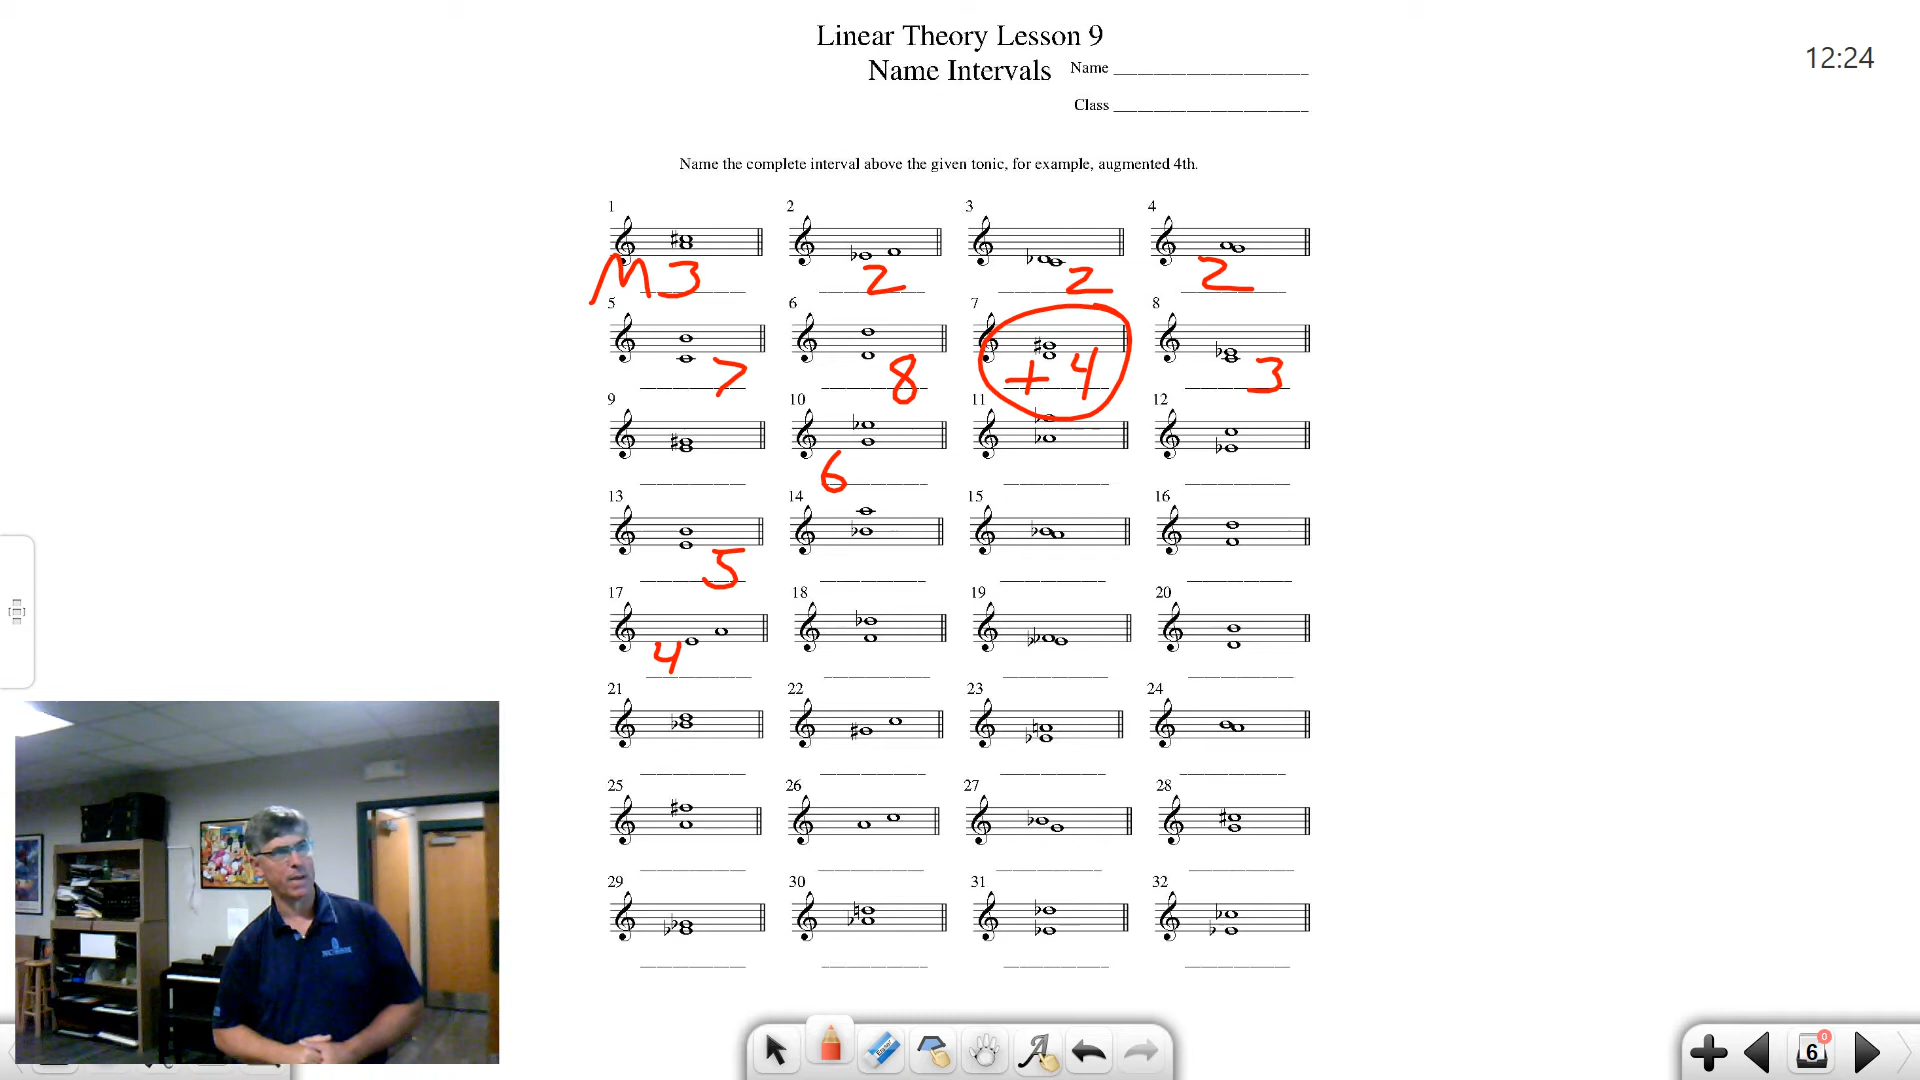 Linear Theory Lesson 9
12:24
Name Intervals Name
Class
Name the complete interval above the given tonic, for example, augmented 4th.
1 2 3 4
M3 2 2 2
5 6 7 8
7 8 +4 3
9 10 11 12
6
13 14 15 16
5
17 18 19 20
4
21 22 23 24
25 26 27 28
29 30 31 32
Eraser
A
6
0